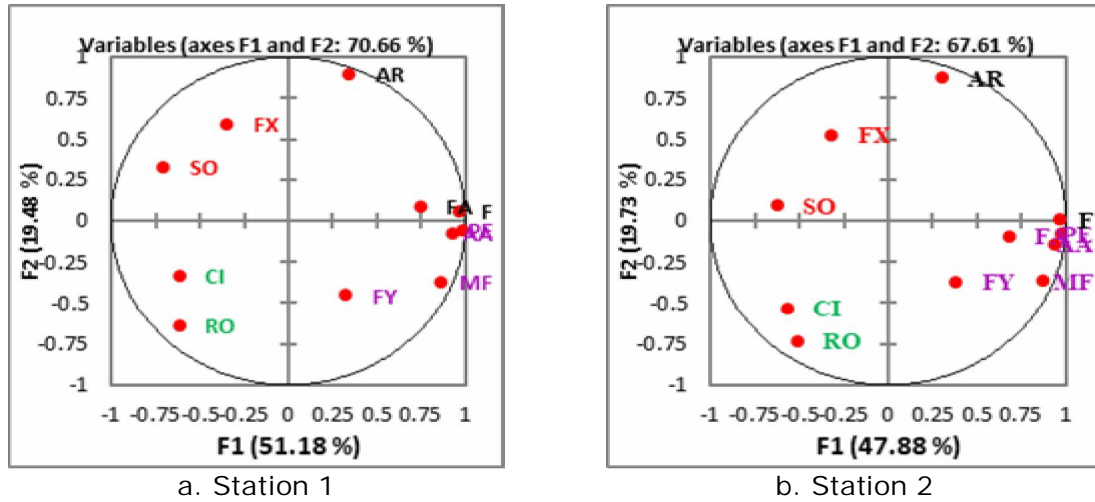 Variables (axes F1 and F2: 70.66 %)
1
0.75
0.5
0.25
0
-0.25
-0.5
-0.75
-1
F2 (19.48 %)
AR
FX
SO
FA F
PF
AA
CI
FY MF
RO
-1 -0.75-0.5-0.25 0 0.25 0.5 0.75 1
F1 (51.18 %)
a. Station 1
Variables (axes F1 and F2: 67.61 %)
1
0.75
0.5
0.25
0
-0.25
-0.5
-0.75
-1
F2 (19.73 %)
AR
FX
SO
F
PF
AA
FY MF
CI
RO
-1 -0.75-0.5-0.25 0 0.25 0.5 0.75 1
F1 (47.88 %)
b. Station 2